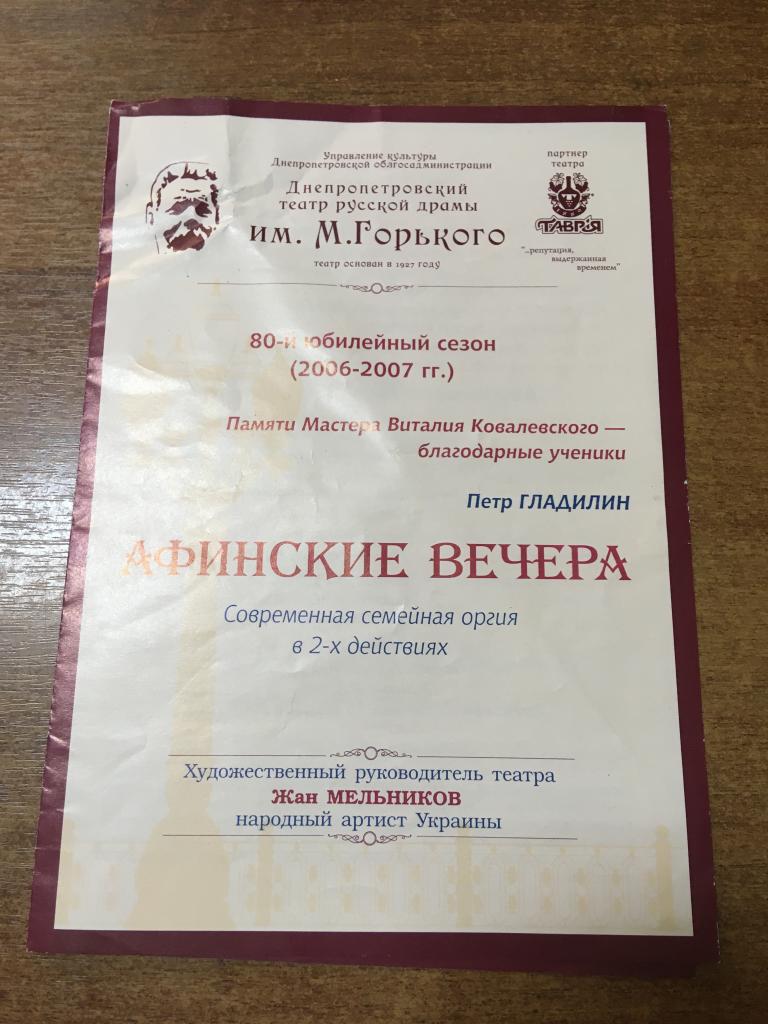 Управление культуры
Днепропетровской облгосадминистрации
Днепропетровский
театр русской драмы
им. М.Горького
театр основан в 1927 году
партнер
театра
ТАВРІЯ
"..репутация,
выдержанная
временем"
80-й юбилейный сезон
(2006-2007 гг.)
Памяти Мастера Виталия Ковалевского —
благодарные ученики
Петр ГЛАДИЛИН
АФИНСКИЕ ВЕЧЕРА
Современная семейная оргия
в 2-х действиях
Художественный руководитель театра
Жан МЕЛЬНИКОВ
народный артист Украины